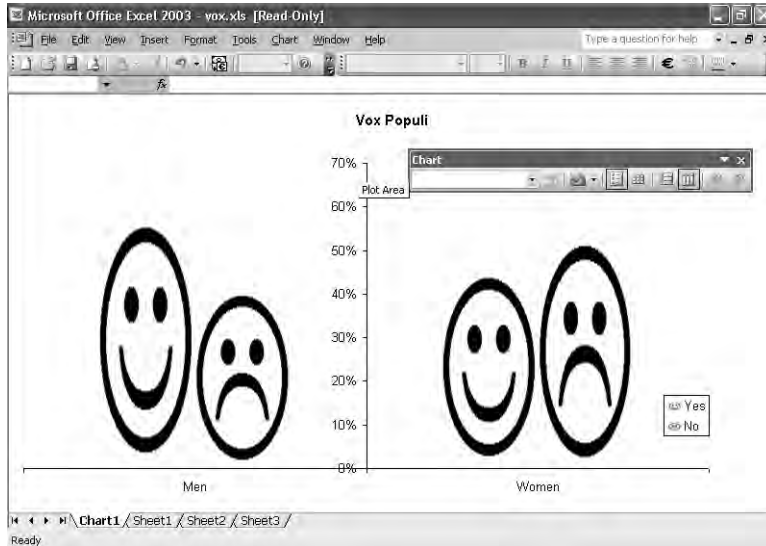 Microsoft Office Excel 2003 - vox.xls [Read-Only]
File Edit View Insert Format Tools Chart Window Help Type a question for help
B I U €
fx
Vox Populi
70%
Chart
Plot Area
60%
50%
40%
30%
20%
10%
0%
Yes
No
Men Women
Chart1 Sheet1 Sheet2 Sheet3
Ready